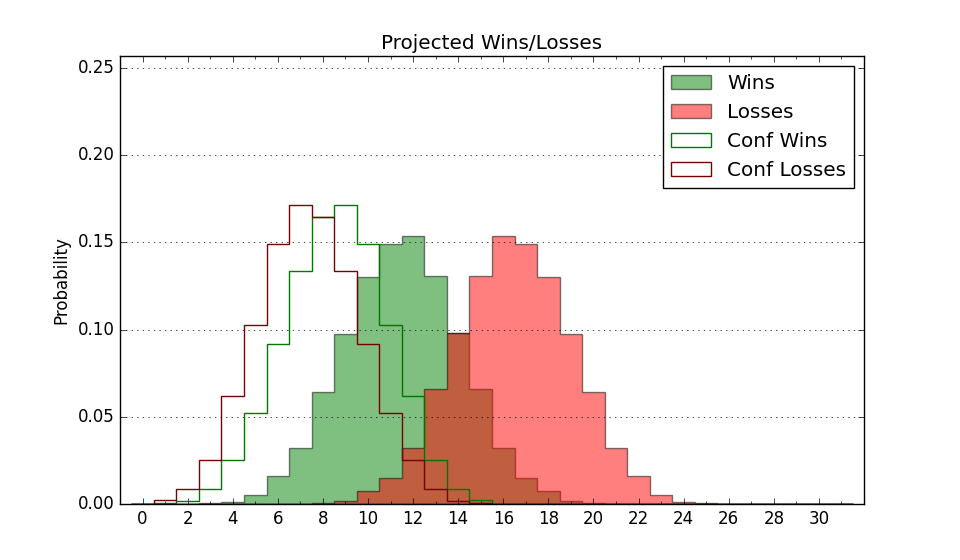 Projected Wins/Losses
0.25
0.20
0.15
0.10
0.05
0.00
Probability
Wins
Losses
Conf Wins
Conf Losses
0 2 4 6 8 10 12 14 16 18 20 22 24 26 28 30